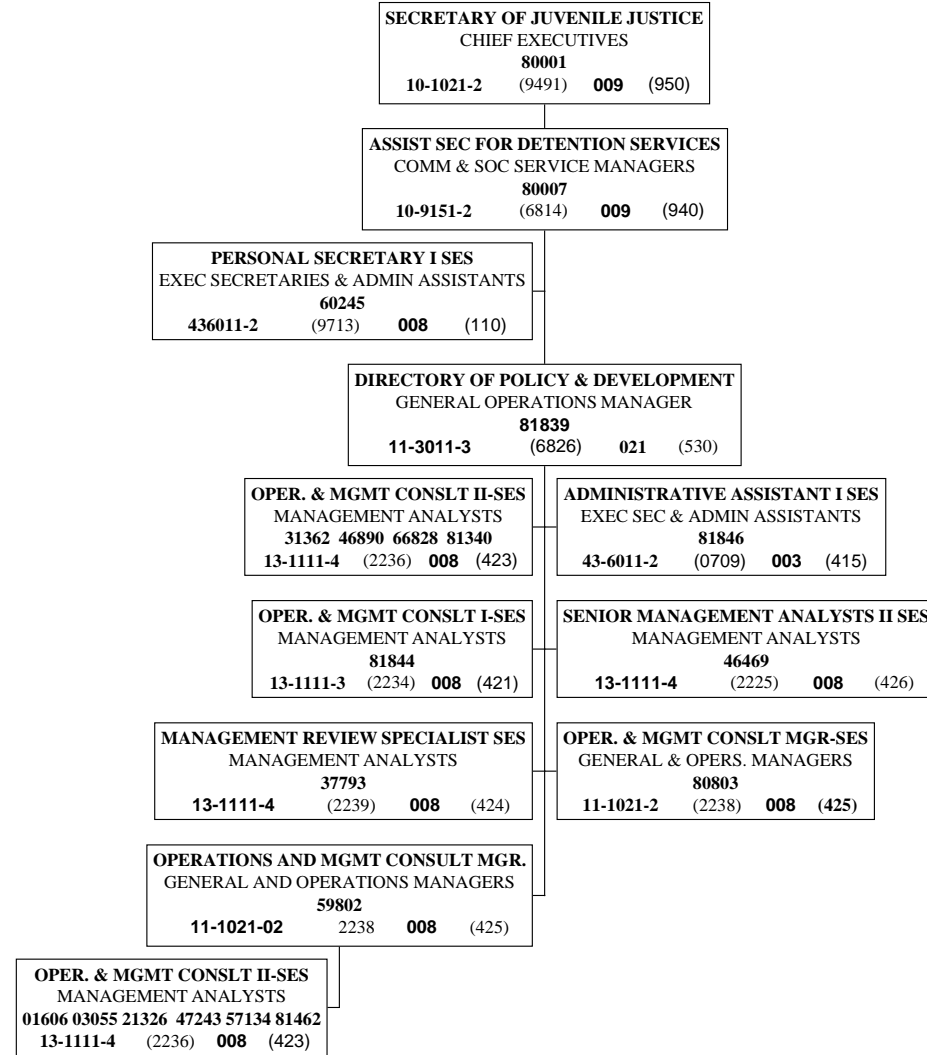 SECRETARY OF JUVENILE JUSTICE
CHIEF EXECUTIVES
80001
10-1021-2 (9491) 009 (950)
ASSIST SEC FOR DETENTION SERVICES
COMM & SOC SERVICE MANAGERS
80007
10-9151-2 (6814) 009 (940)
PERSONAL SECRETARY I SES
EXEC SECRETARIES & ADMIN ASSISTANTS
60245
436011-2 (9713) 008 (110)
DIRECTORY OF POLICY & DEVELOPMENT
GENERAL OPERATIONS MANAGER
81839
11-3011-3 (6826) 021 (530)
OPER. & MGMT CONSLT II-SES
MANAGEMENT ANALYSTS
31362 46890 66828 81340
13-1111-4 (2236) 008 (423)
ADMINISTRATIVE ASSISTANT I SES
EXEC SEC & ADMIN ASSISTANTS
81846
43-6011-2 (0709) 003 (415)
OPER. & MGMT CONSLT I-SES
MANAGEMENT ANALYSTS
81844
13-1111-3 (2234) 008 (421)
SENIOR MANAGEMENT ANALYSTS II SES
MANAGEMENT ANALYSTS
46469
13-1111-4 (2225) 008 (426)
MANAGEMENT REVIEW SPECIALIST SES
MANAGEMENT ANALYSTS
37793
13-1111-4 (2239) 008 (424)
OPER. & MGMT CONSLT MGR-SES
GENERAL & OPERS. MANAGERS
80803
11-1021-2 (2238) 008 (425)
OPERATIONS AND MGMT CONSULT MGR.
GENERAL AND OPERATIONS MANAGERS
59802
11-1021-02 2238 008 (425)
OPER. & MGMT CONSLT II-SES
MANAGEMENT ANALYSTS
01606 03055 21326 47243 57134 81462
13-1111-4 (2236) 008 (423)